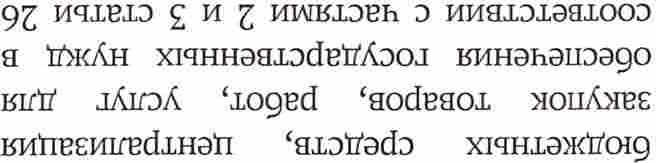 бюджетных средств, централизация
закупок товаров, работ, услуг для
обеспечения государственных нужд в
соответствии с частями 2 и 3 статьи 26